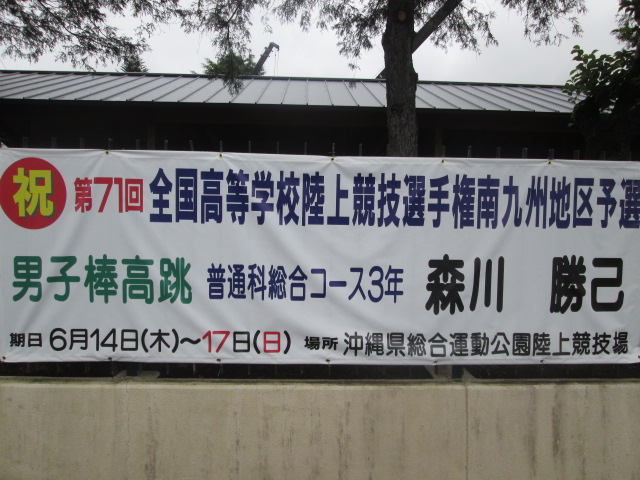 祝 第71回 全国高等学校陸上競技選手権南九州地区予選
男子棒高跳 普通科総合コース3年 森川 勝己
期日 6月14日(木)～17日(日) 場所 沖縄県総合運動公園陸上競技場